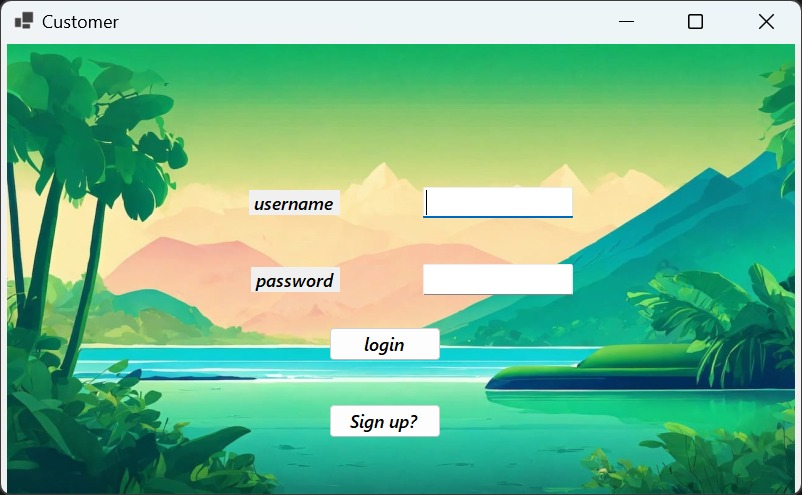 Customer
username
password
login
Sign up?